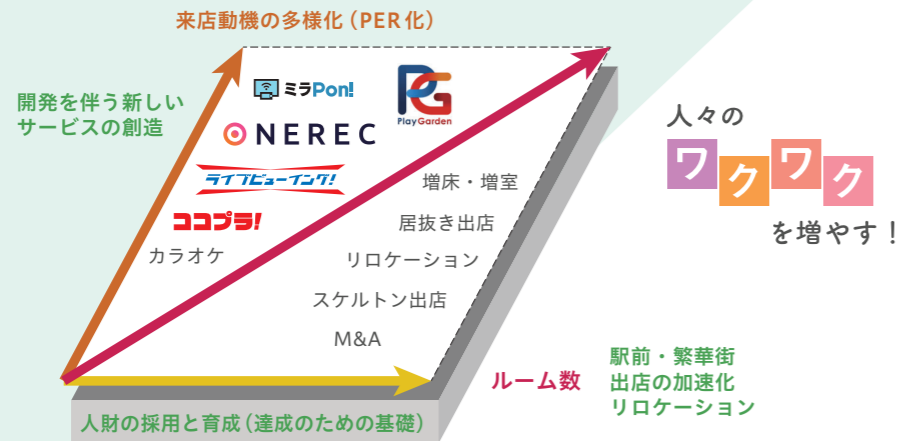 来店動機の多様化（PER化）
開発を伴う新しい
サービスの創造
ミラPon!
PG
PlayGarden
ONEREC
ライブビューイング!
ココプラ!
カラオケ
増床・増室
居抜き出店
リロケーション
スケルトン出店
M&A
人々の
ワクワク
を増やす！
ルーム数
駅前・繁華街
出店の加速化
リロケーション
人財の採用と育成（達成のための基礎）